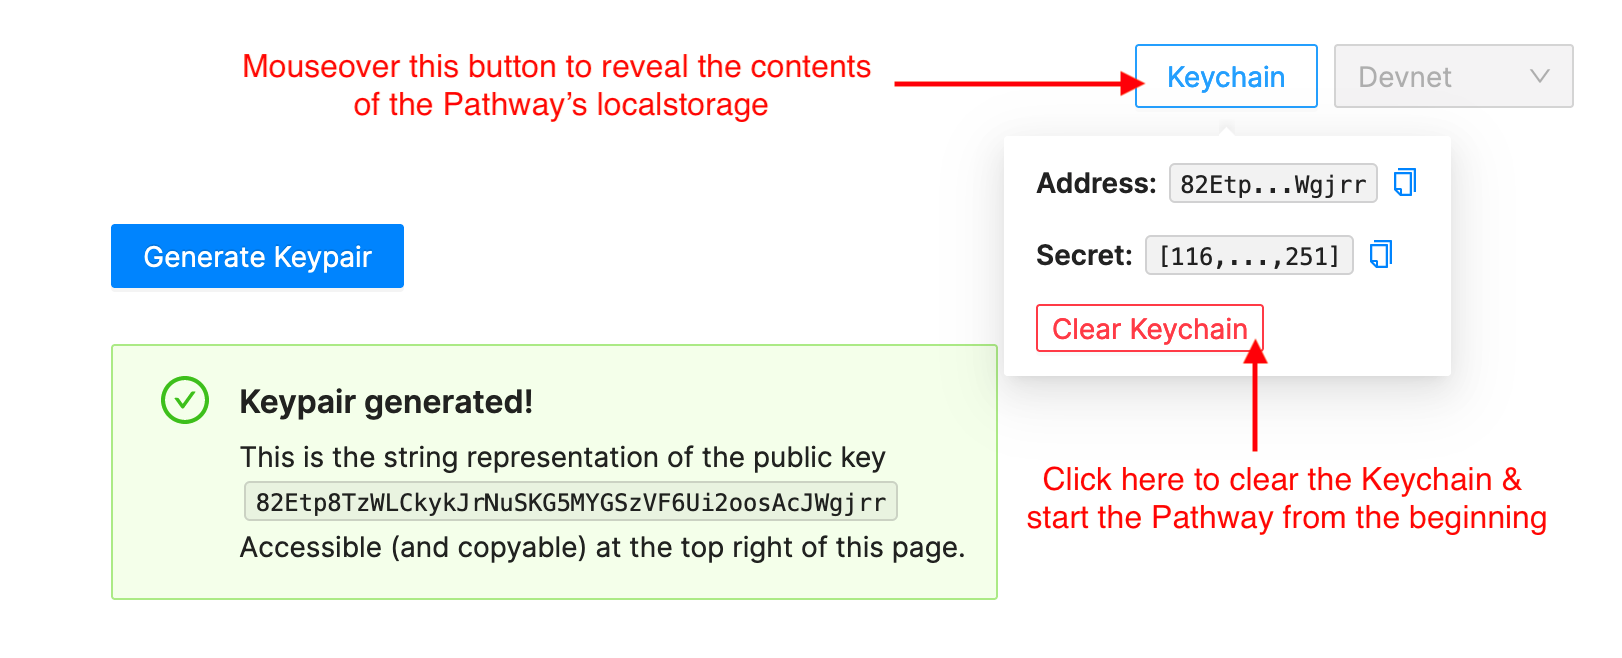 Mouseover this button to reveal the contents
of the Pathway’s localstorage
Keychain
Devnet
Address: 82Etp...Wgjrr
Secret: [116,...,251]
Clear Keychain
Generate Keypair
Keypair generated!
This is the string representation of the public key
82Etp8TzWLCkykJrNuSKG5MYGSzVF6Ui2oosAcJWgjrr
Accessible (and copyable) at the top right of this page.
Click here to clear the Keychain &
start the Pathway from the beginning